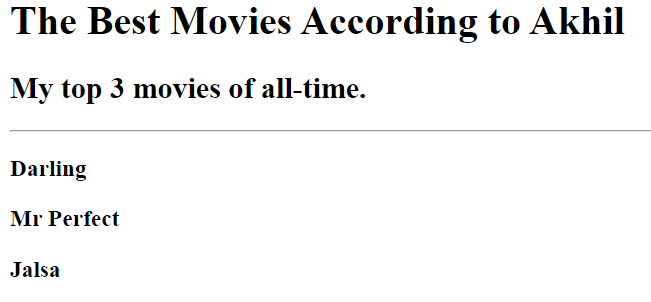 The Best Movies According to Akhil
My top 3 movies of all-time.
Darling
Mr Perfect
Jalsa